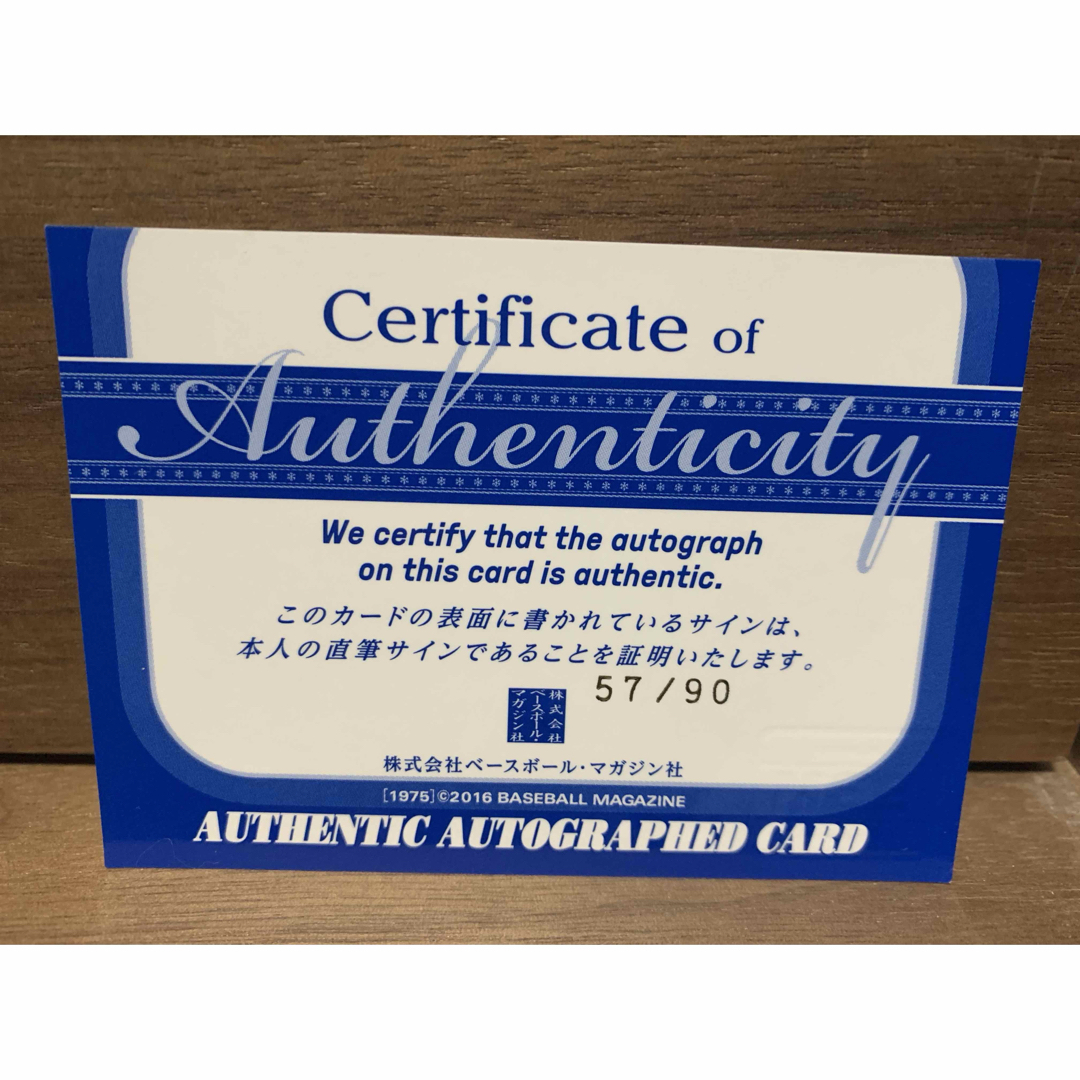 Certificate of
Authenticity
We certify that the autograph
on this card is authentic.
このカードの表面に書かれているサインは、
本人の直筆サインであることを証明いたします。
57/90
株式会社
ベースボール・
マガジン社
株式会社ベースボール・マガジン社
[1975]©2016 BASEBALL MAGAZINE
AUTHENTIC AUTOGRAPHED CARD